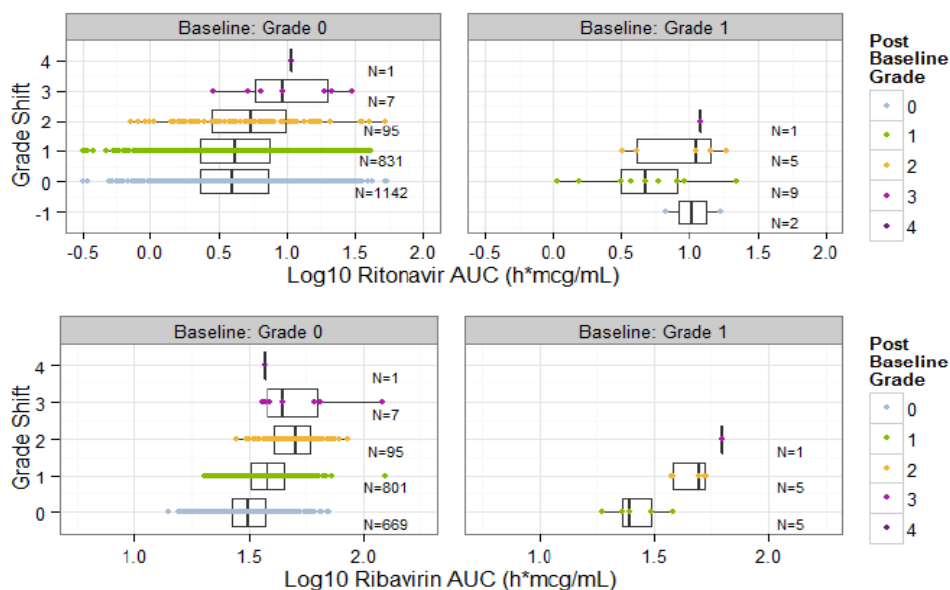 Baseline: Grade 0
Baseline: Grade 1
Grade Shift
4
3
2
1
0
-1
N=1
N=7
N=95
N=831
N=1142
N=1
N=5
N=9
N=2
-0.5 0.0 0.5 1.0 1.5 2.0
-0.5 0.0 0.5 1.0 1.5 2.0
Log10 Ritonavir AUC (h*mcg/mL)
Post
Baseline
Grade
0
1
2
3
4
Baseline: Grade 0
Baseline: Grade 1
Grade Shift
4
3
2
1
0
N=1
N=7
N=95
N=801
N=669
N=1
N=5
N=5
1.0 1.5 2.0
1.0 1.5 2.0
Log10 Ribavirin AUC (h*mcg/mL)
Post
Baseline
Grade
0
1
2
3
4